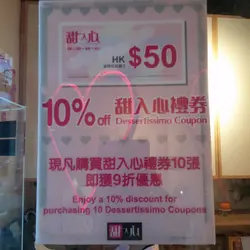 甜入心
HK $50
10% off 甜入心禮券
Dessertissimo Coupon
現凡購買甜入心禮券10張
即獲9折優惠
Enjoy a 10% discount for
purchasing 10 Dessertissimo Coupons
甜入心